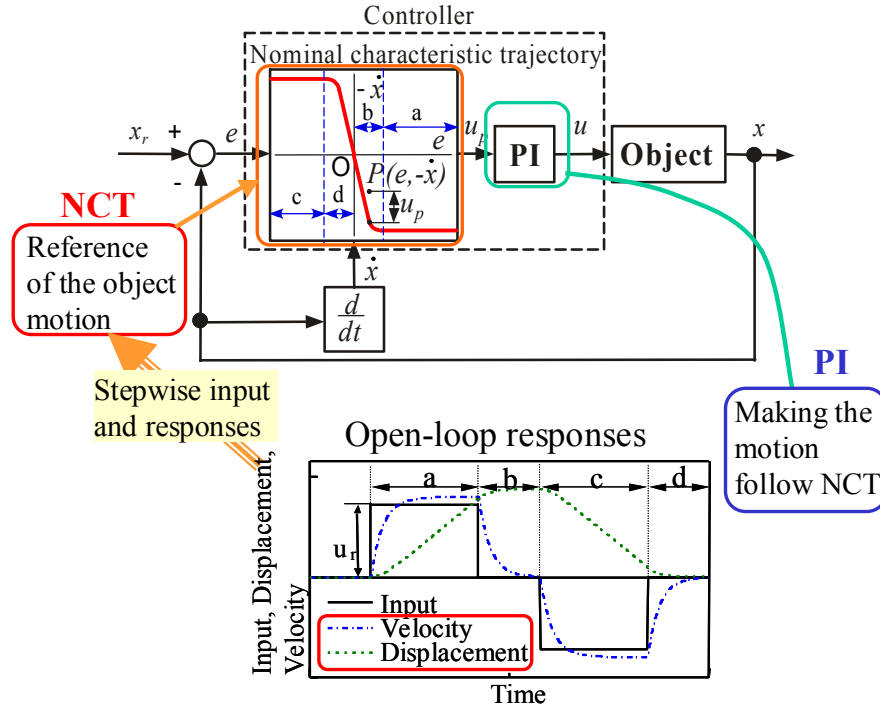 Controller
Nominal characteristic trajectory
- ẋ
b
a
x_r
+
-
e
e
u_p
PI
u
Object
x
O
P(e,-ẋ)
c
d
u_p
ẋ
d
dt
NCT
Reference
of the object
motion
Stepwise input
and responses
PI
Making the
motion
follow NCT
Open-loop responses
a
b
c
d
u_r
Input, Displacement,
Velocity
Input
Velocity
Displacement
Time